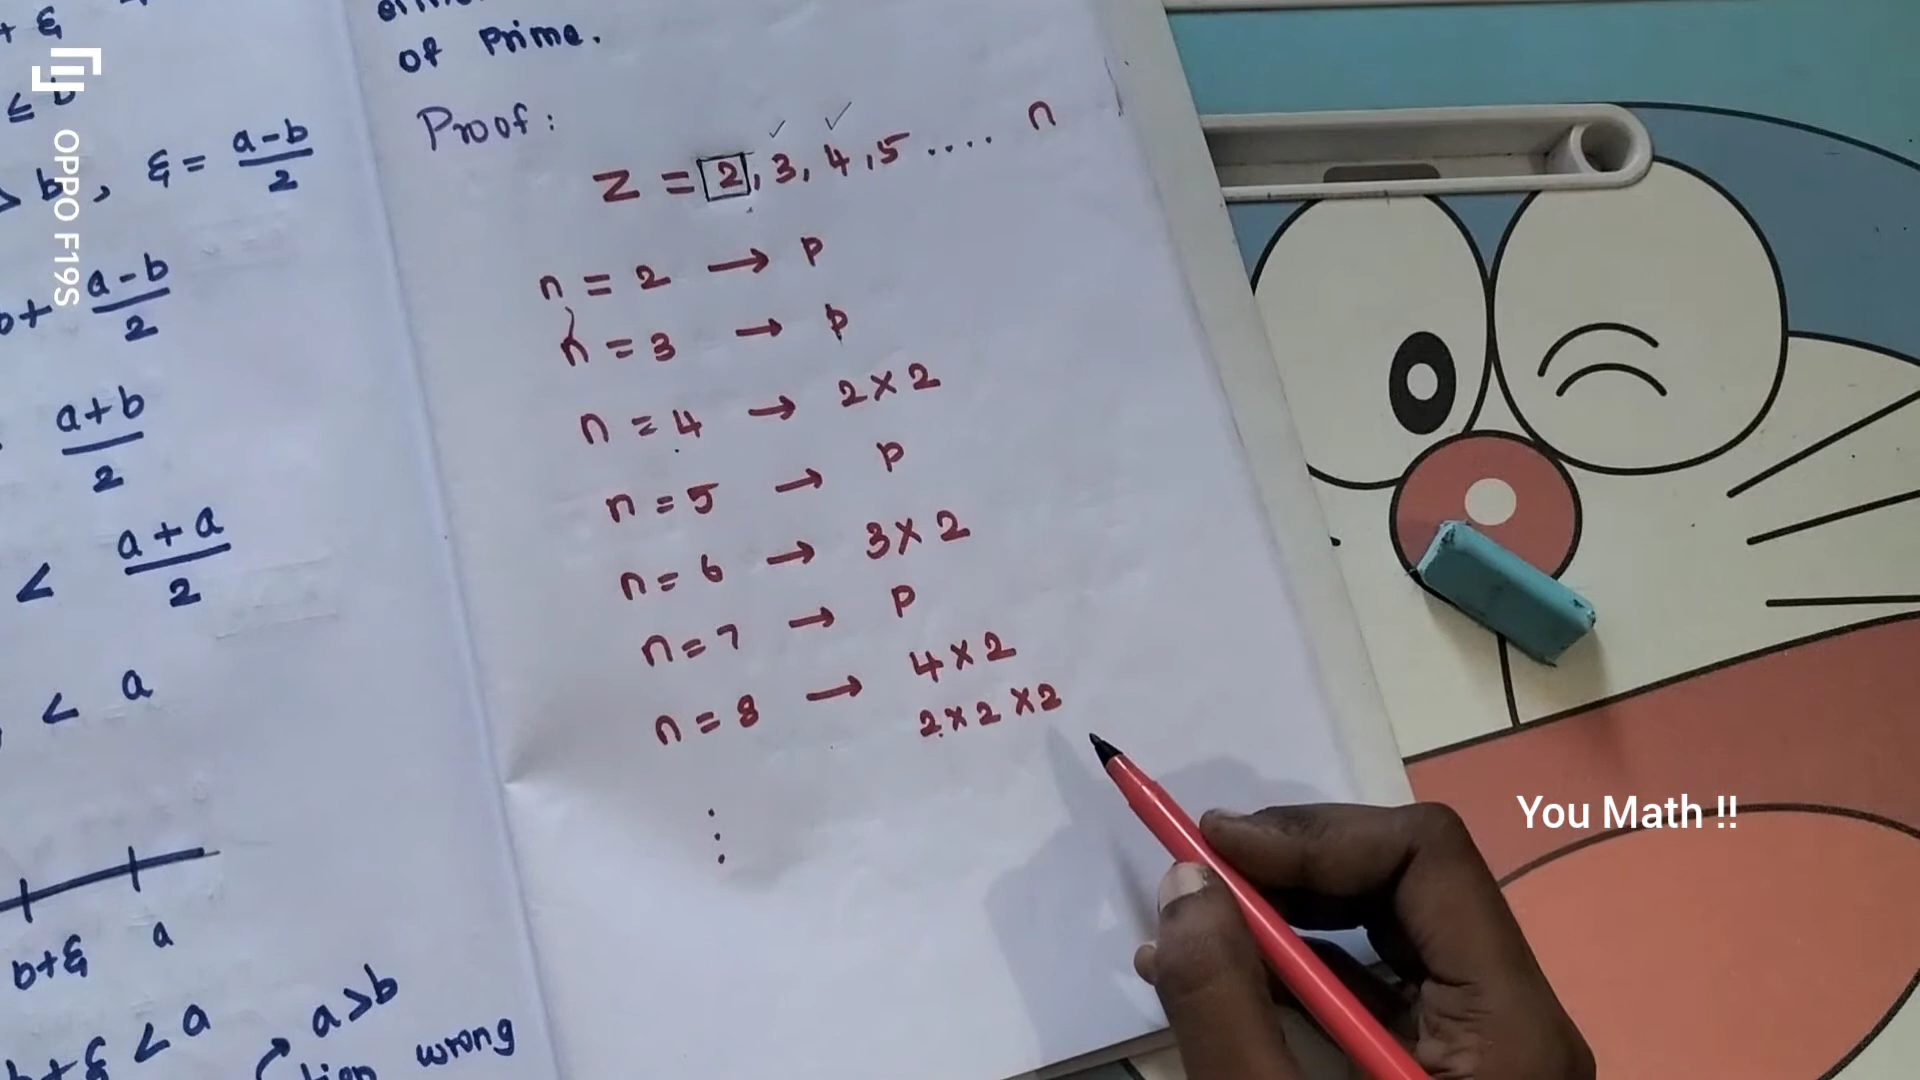 + ε
≤ b
> b, ε = a-b/2
b+ a-b/2
a+b/2
< a+a/2
< a
b+ε a
b+ε < a
a>b
wrong
of Prime.
Proof:
Z = 2, 3, 4, 5 .... n
n = 2 → P
n = 3 → P
n = 4 → 2×2
n = 5 → P
n = 6 → 3×2
n = 7 → P
n = 8 → 4×2
2×2×2
OPPO F19S
You Math !!